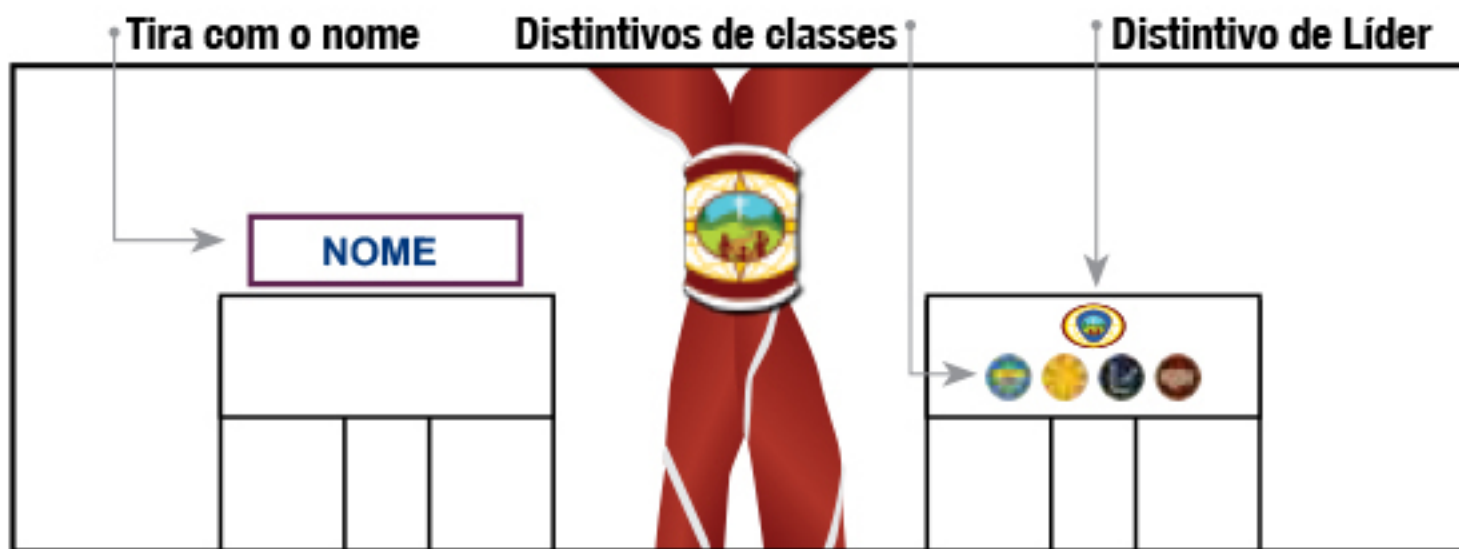 Tira com o nome
Distintivos de classes
Distintivo de Líder
NOME